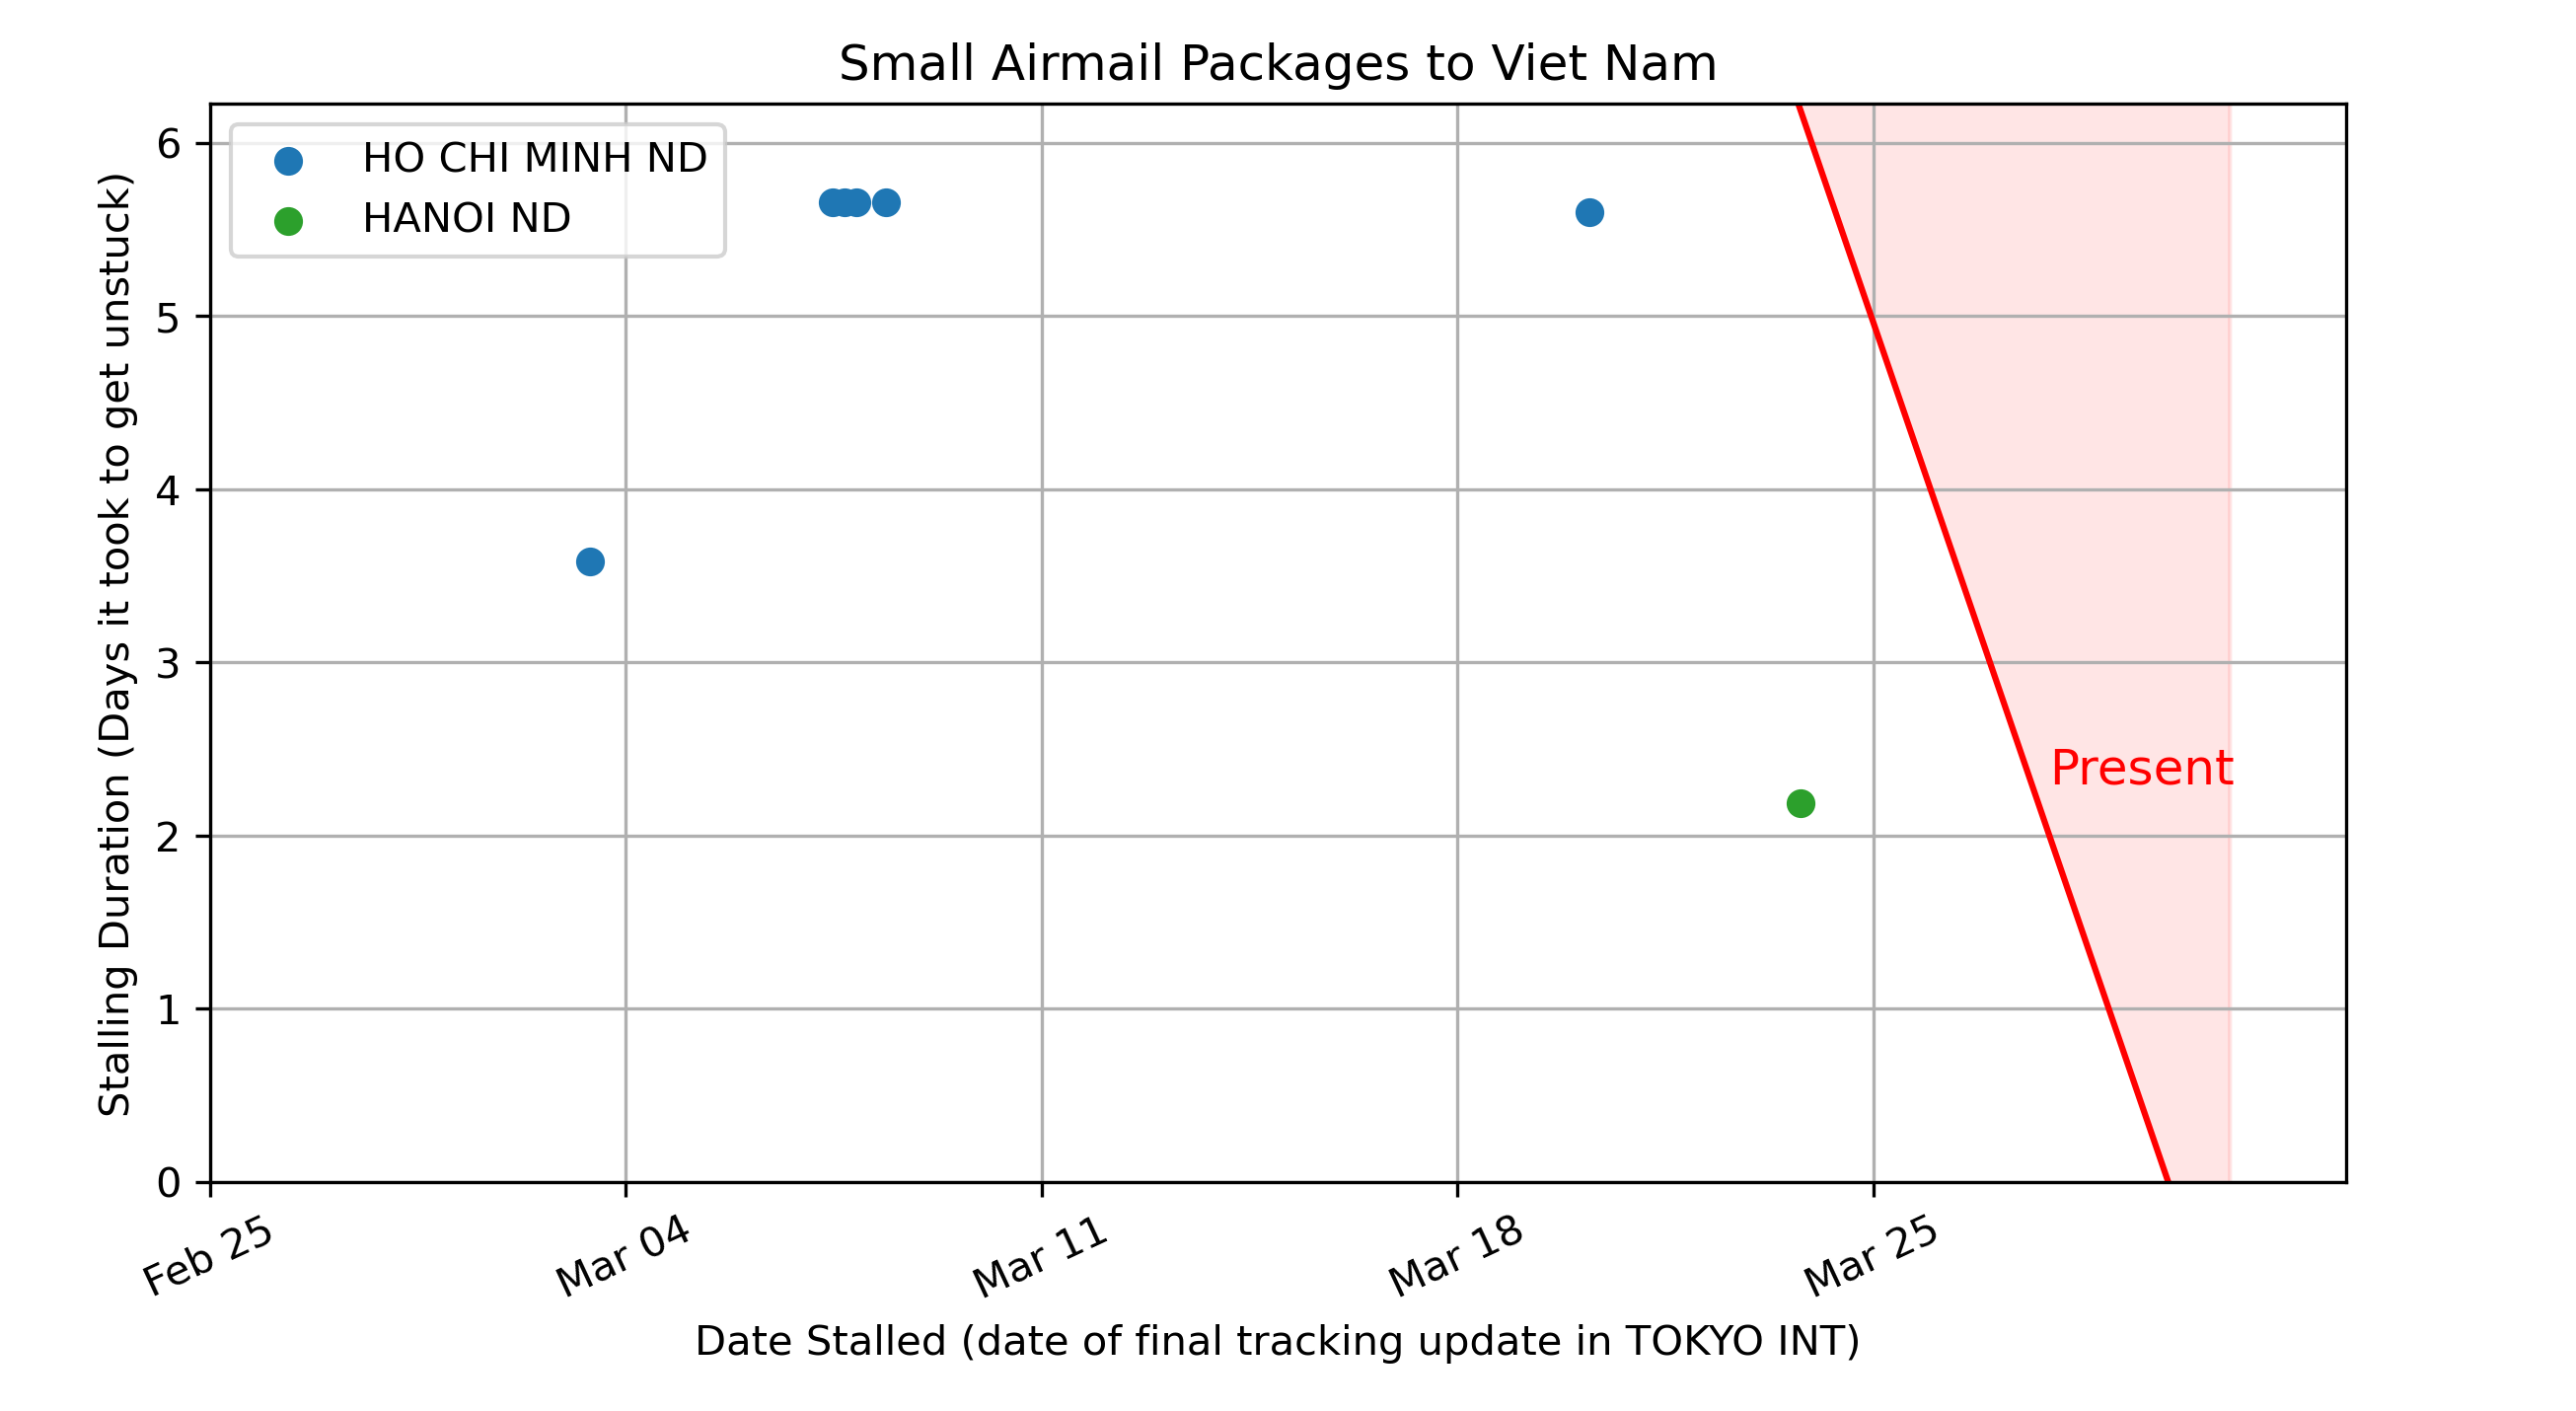 Small Airmail Packages to Viet Nam
HO CHI MINH ND
HANOI ND
Stalling Duration (Days it took to get unstuck)
6
5
4
3
2
1
0
Present
Feb 25
Mar 04
Mar 11
Mar 18
Mar 25
Date Stalled (date of final tracking update in TOKYO INT)